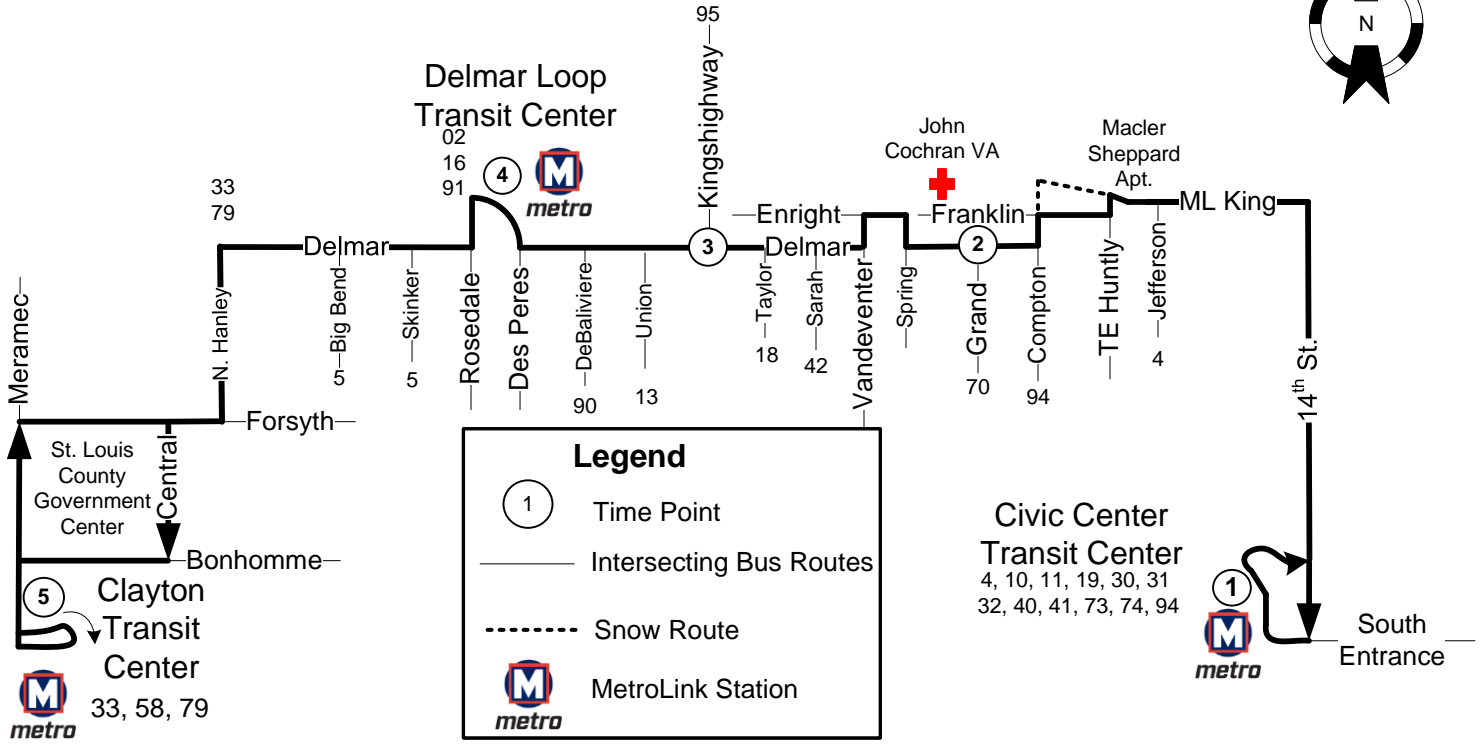 95
N
Kingshighway
Delmar Loop
Transit Center
02
16
91
4
M
metro
John
Cochran VA
Macler
Sheppard
Apt.
33
79
Enright
Franklin
ML King
Delmar
3
Delmar
2
Meramec
N. Hanley
Big Bend
5
Skinker
5
Rosedale
Des Peres
DeBaliviere
90
Union
13
Taylor
18
Sarah
42
Vandeventer
Spring
Grand
70
Compton
94
TE Huntly
Jefferson
4
14th St.
Forsyth
St. Louis
County
Government
Center
Central
Bonhomme
5
Clayton
Transit
Center
33, 58, 79
M
metro
Legend
1
Time Point
Intersecting Bus Routes
Snow Route
M
metro
MetroLink Station
Civic Center
Transit Center
4, 10, 11, 19, 30, 31
32, 40, 41, 73, 74, 94
1
M
metro
South
Entrance